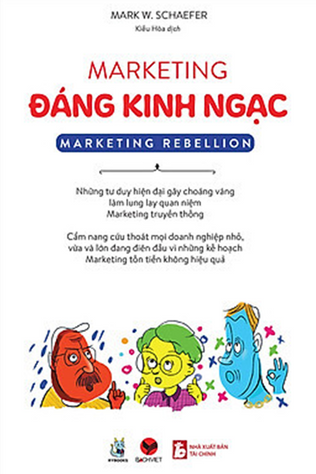 MARK W. SCHAEFER
Kiều Hòa dịch
MARKETING
ĐÁNG KINH NGẠC
MARKETING REBELLION
Những tư duy hiện đại gây choáng váng
làm lung lay quan niệm
Marketing truyền thống
Cẩm nang cứu thoát mọi doanh nghiệp nhỏ,
vừa và lớn đang điên đầu vì những kế hoạch
Marketing tốn tiền không hiệu quả
BACHVIET
NHÀ XUẤT BẢN
TÀI CHÍNH